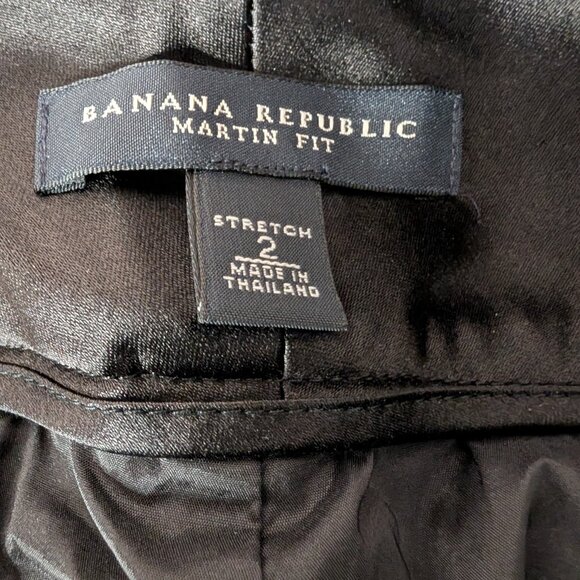 BANANA REPUBLIC
MARTIN FIT
STRETCH
2
MADE IN
THAILAND